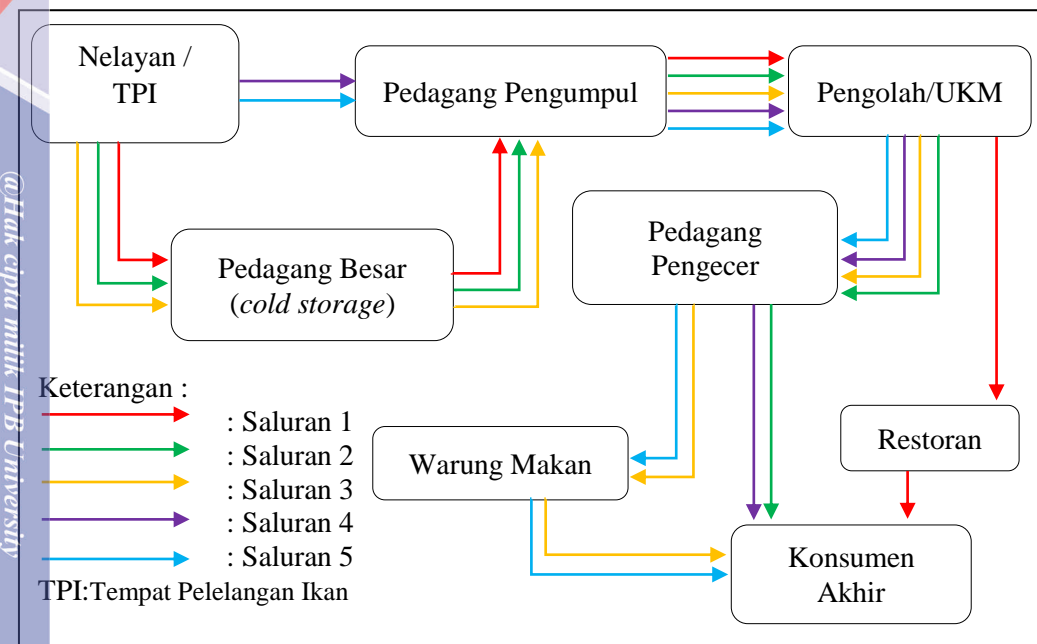 Nelayan /
TPI
Pedagang Pengumpul
Pengolah/UKM
Pedagang
Pengecer
Pedagang Besar
(cold storage)
Keterangan :
: Saluran 1
: Saluran 2
: Saluran 3
: Saluran 4
: Saluran 5
TPI:Tempat Pelelangan Ikan
Warung Makan
Restoran
Konsumen
Akhir
@Hak cipta milik IPB University